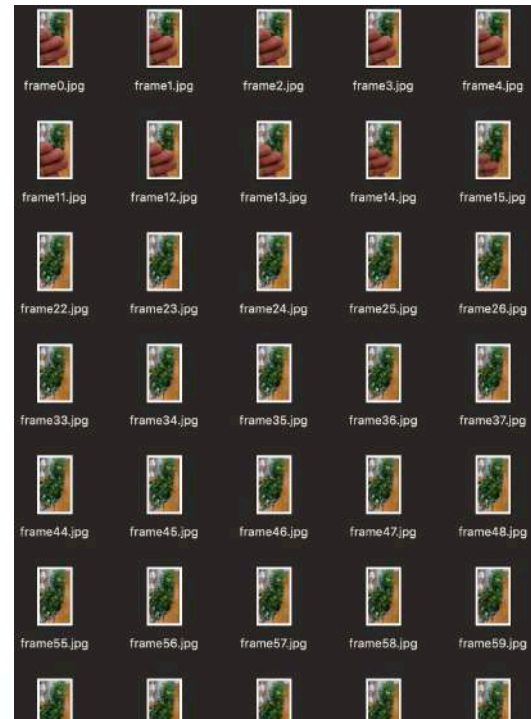 frame0.jpg frame1.jpg frame2.jpg frame3.jpg frame4.jpg
frame11.jpg frame12.jpg frame13.jpg frame14.jpg frame15.jpg
frame22.jpg frame23.jpg frame24.jpg frame25.jpg frame26.jpg
frame33.jpg frame34.jpg frame35.jpg frame36.jpg frame37.jpg
frame44.jpg frame45.jpg frame46.jpg frame47.jpg frame48.jpg
frame55.jpg frame56.jpg frame57.jpg frame58.jpg frame59.jpg